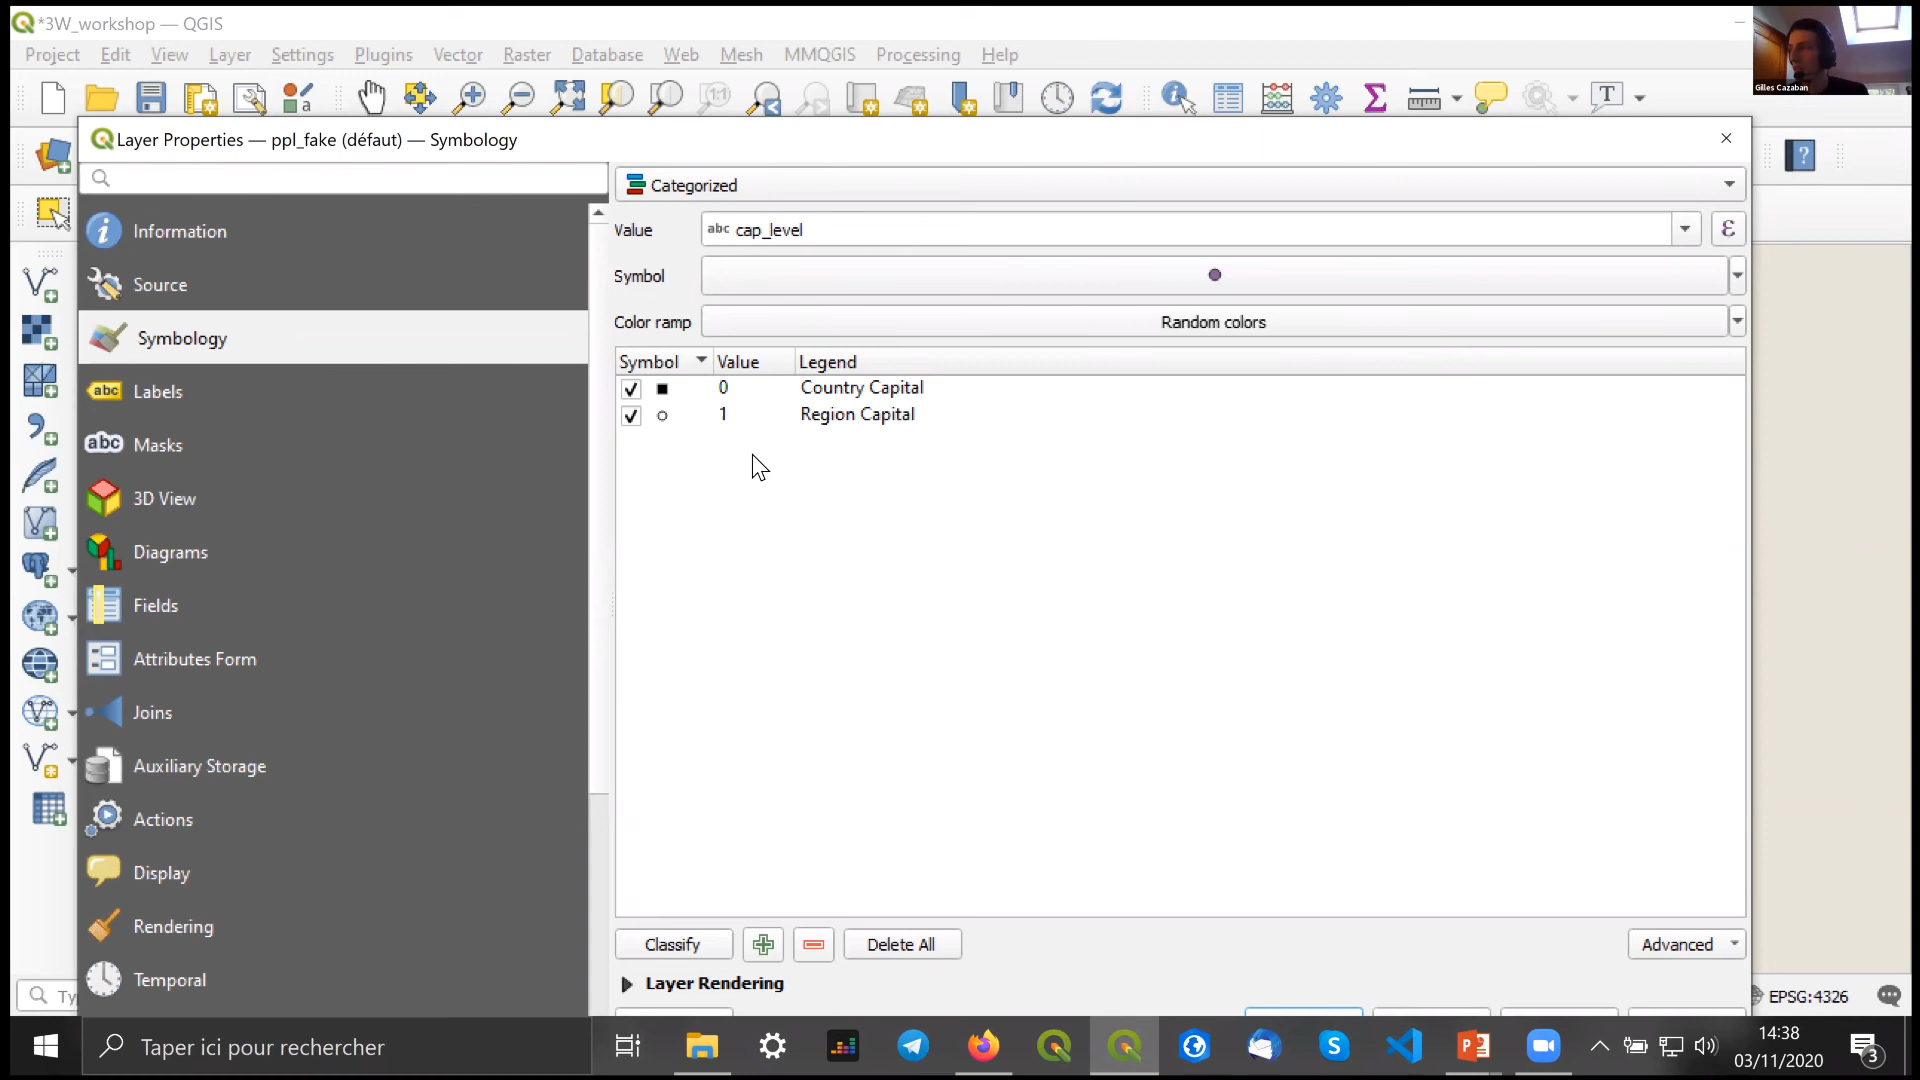 *3W_workshop — QGIS
Project Edit View Layer Settings Plugins Vector Raster Database Web Mesh MMQGIS Processing Help
Gilles Cazaban
Layer Properties — ppl_fake (défaut) — Symbology
Information
Source
Symbology
Labels
Masks
3D View
Diagrams
Fields
Attributes Form
Joins
Auxiliary Storage
Actions
Display
Rendering
Temporal
Categorized
Value abc cap_level ε
Symbol
Color ramp Random colors
Symbol Value Legend
0 Country Capital
1 Region Capital
Classify Delete All Advanced
Layer Rendering
Ty EPSG:4326
Taper ici pour rechercher
14:38
03/11/2020
3